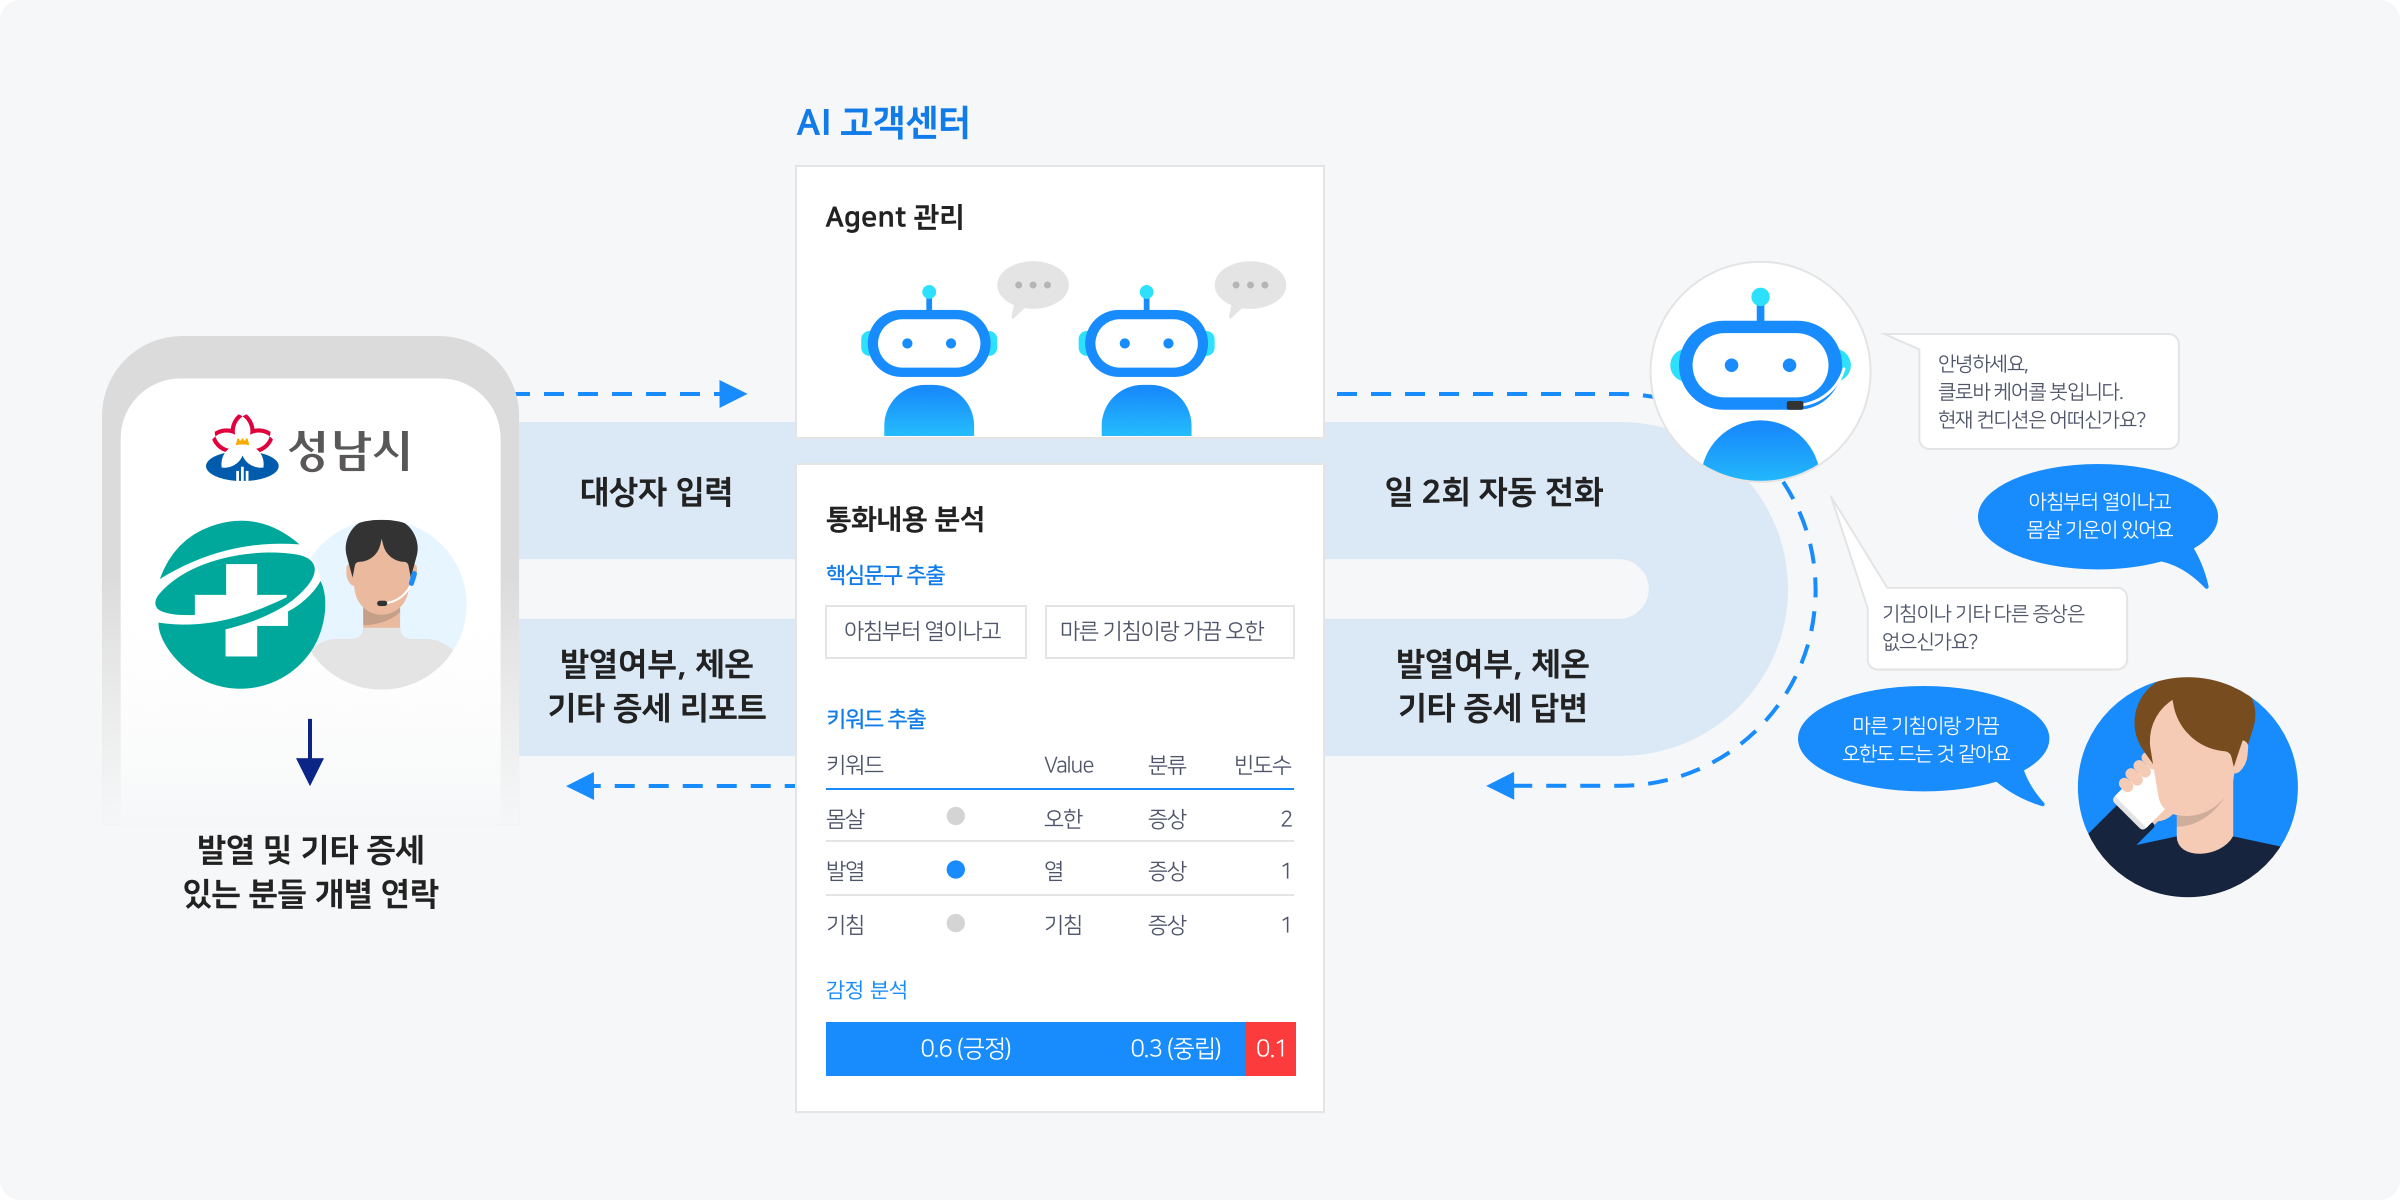 성남시
발열 및 기타 증세
있는 분들 개별 연락
대상자 입력
발열여부, 체온
기타 증세 리포트
AI 고객센터
Agent 관리
통화내용 분석
핵심문구 추출
아침부터 열이나고
마른 기침이랑 가끔 오한
키워드 추출
키워드 Value 분류 빈도수
몸살 오한 증상 2
발열 열 증상 1
기침 기침 증상 1
감정 분석
0.6 (긍정) 0.3 (중립) 0.1
일 2회 자동 전화
발열여부, 체온
기타 증세 답변
안녕하세요,
클로바 케어콜 봇입니다.
현재 컨디션은 어떠신가요?
아침부터 열이나고
몸살 기운이 있어요
기침이나 기타 다른 증상은
없으신가요?
마른 기침이랑 가끔
오한도 드는 것 같아요